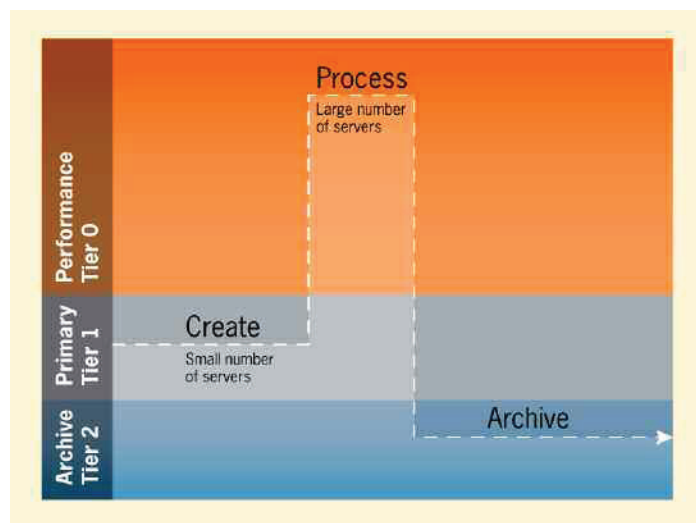 Performance
Tier 0
Primary
Tier 1
Archive
Tier 2
Process
Large number
of servers
Create
Small number
of servers
Archive